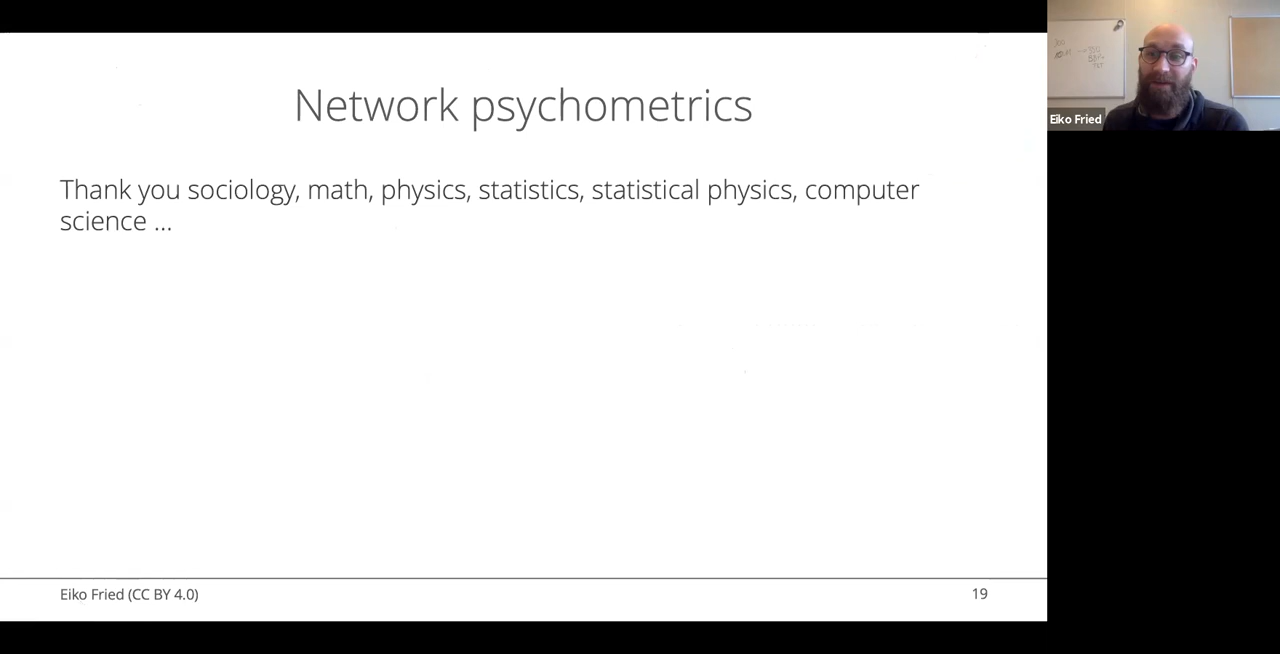 Network psychometrics
Thank you sociology, math, physics, statistics, statistical physics, computer
science ...
Eiko Fried (CC BY 4.0)
19
Eiko Fried